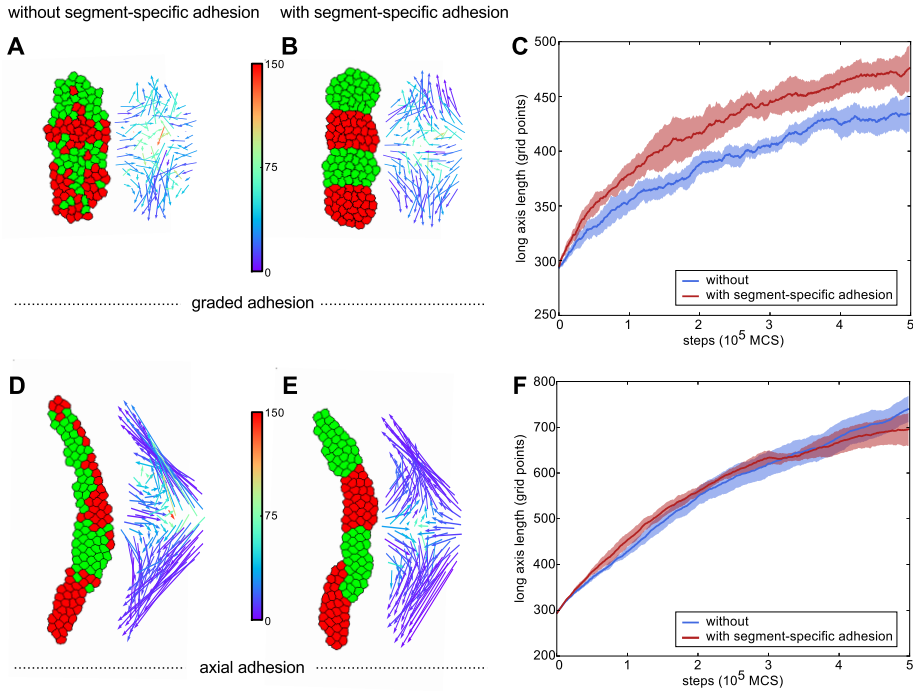 without segment-specific adhesion
with segment-specific adhesion
A
B
C
150
75
0
500
450
400
350
300
250
long axis length (grid points)
0 1 2 3 4 5
steps (10^5 MCS)
without
with segment-specific adhesion
graded adhesion
D
E
F
150
75
0
800
700
600
500
400
300
200
long axis length (grid points)
0 1 2 3 4 5
steps (10^5 MCS)
without
with segment-specific adhesion
axial adhesion